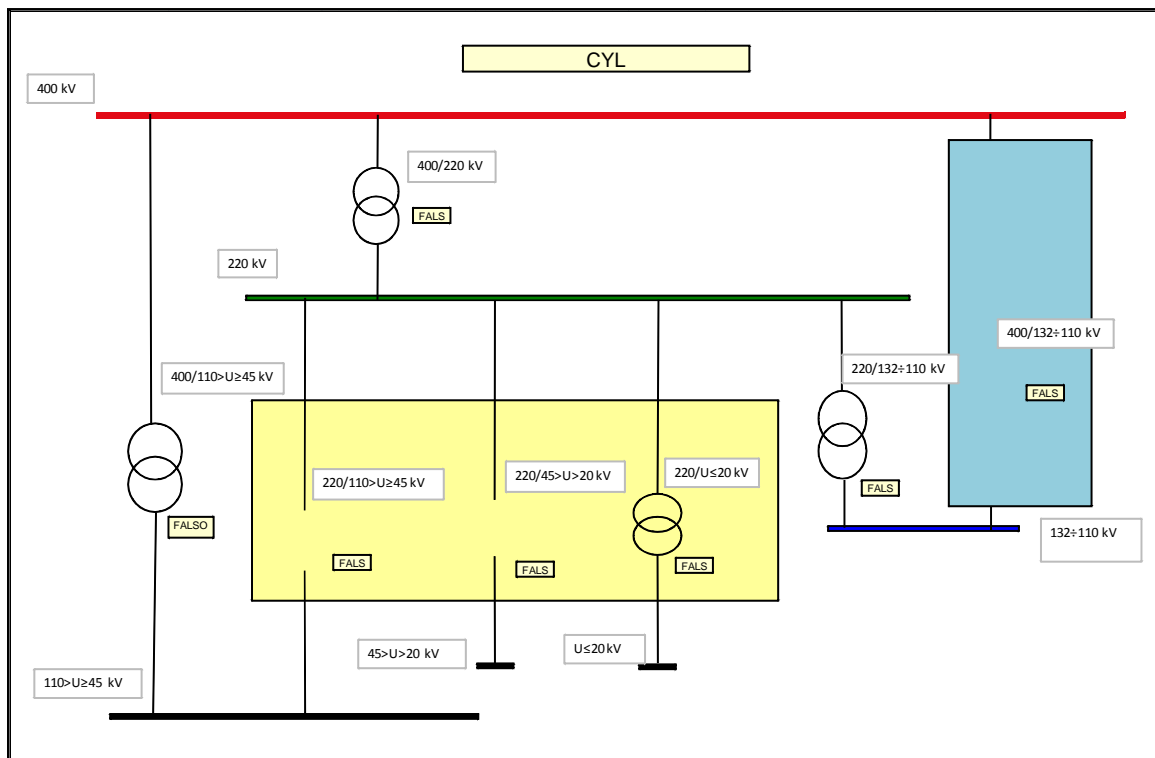 CYL
400 kV
400/220 kV
FALS
220 kV
400/132÷110 kV
220/132÷110 kV
400/110>U≥45 kV
FALS
220/110>U≥45 kV
220/45>U>20 kV
220/U≤20 kV
FALS
FALSO
132÷110 kV
FALS
FALS
FALS
45>U>20 kV
U≤20 kV
110>U≥45 kV